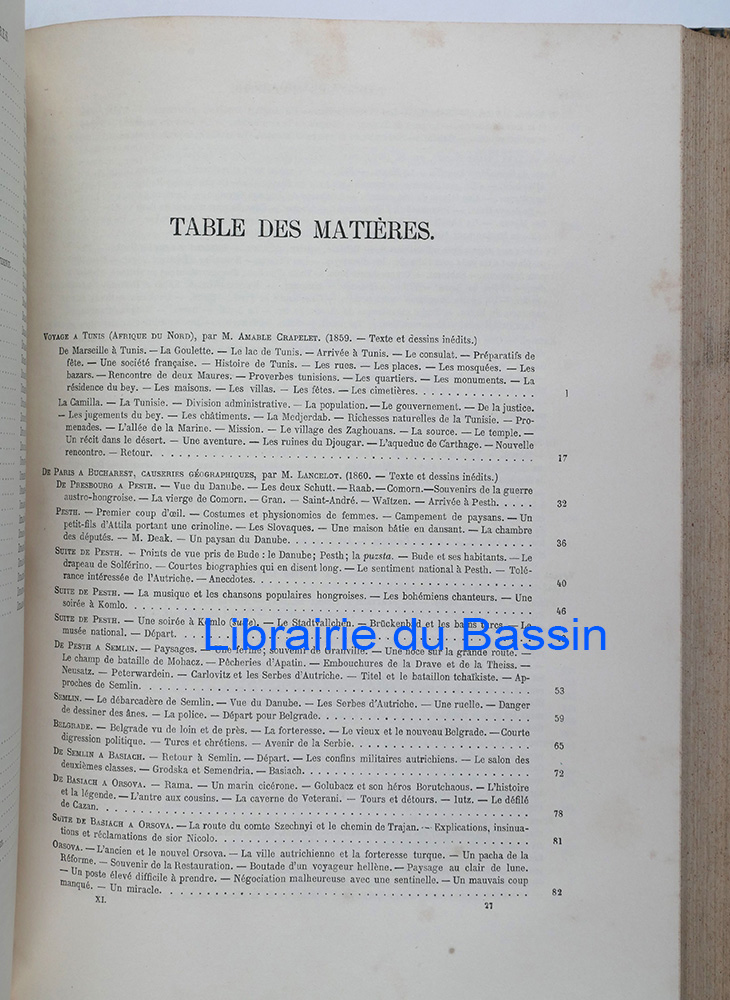 TABLE DES MATIÈRES.
VOYAGE A TUNIS (AFRIQUE DU NORD), par M. AMABLE CRAPELET. (1859. — Texte et dessins inédits.)
De Marseille à Tunis. — La Goulette. — Le lac de Tunis. — Arrivée à Tunis. — Le consulat. — Préparatifs de
fête. — Une société française. — Histoire de Tunis. — Les rues. — Les places. — Les mosquées. — Les
bazars. — Rencontre de deux Maures. — Proverbes tunisiens. — Les quartiers. — Les monuments. — La
résidence du bey. — Les maisons. — Les villas. — Les fêtes. — Les cimetières. 1
La Camilla. — La Tunisie. — Division administrative. — La population. — Le gouvernement. — De la justice.
— Les jugements du bey. — Les châtiments. — La Medjerdab. — Richesses naturelles de la Tunisie. — Pro-
menades. — L'allée de la Marine. — Mission. — Le village des Zaghouans. — La source. — Le temple. —
Un récit dans le désert. — Une aventure. — Les ruines du Djougar. — L'aqueduc de Carthage. — Nouvelle
rencontre. — Retour. 17
DE PARIS A BUCHAREST, CAUSERIES GÉOGRAPHIQUES, par M. LANCELOT. (1860. — Texte et dessins inédits.)
DE PRESBOURG A PESTH. — Vue du Danube. — Les deux Schutt. — Raab. — Comorn. — Souvenirs de la guerre
austro-hongroise. — La vierge de Comorn. — Gran. — Saint-André. — Waïtzen. — Arrivée à Pesth. 32
PESTH. — Premier coup d'œil. — Costumes et physionomies de femmes. — Campement de paysans. — Un
petit-fils d'Attila portant une crinoline. — Les Slovaques. — Une maison bâtie en dansant. — La chambre
des députés. — M. Deak. — Un paysan du Danube. 36
SUITE DE PESTH. — Points de vue pris de Bude : le Danube; Pesth; la puzsta. — Bude et ses habitants. — Le
drapeau de Solférino. — Courtes biographies qui en disent long. — Le sentiment national à Pesth. — Tolé-
rance intéressée de l'Autriche. — Anecdotes. 40
SUITE DE PESTH. — La musique et les chansons populaires hongroises. — Les bohémiens chanteurs. — Une
soirée à Komlo. 46
SUITE DE PESTH. — Une soirée à Komlo (suite). — Le Stadtvallchen. — Brückenbad et les bains turcs. — Le
musée national. — Départ.
Librairie du Bassin
DE PESTH A SEMLIN. — Paysages. — Une ferme; souvenir de Granville. — Une noce sur la grande route. —
Le champ de bataille de Mohacz. — Pêcheries d'Apatin. — Embouchures de la Drave et de la Theiss. —
Neusatz. — Peterwardein. — Carlovitz et les Serbes d'Autriche. — Titel et le bataillon tchaïkiste. — Ap-
proches de Semlin. 53
SEMLIN. — Le débarcadère de Semlin. — Vue du Danube. — Les Serbes d'Autriche. — Une ruelle. — Danger
de dessiner des ânes. — La police. — Départ pour Belgrade. 59
BELGRADE. — Belgrade vu de loin et de près. — La forteresse. — Le vieux et le nouveau Belgrade. — Courte
digression politique. — Turcs et chrétiens. — Avenir de la Serbie. 65
DE SEMLIN A BASIACH. — Retour à Semlin. — Départ. — Les confins militaires autrichiens. — Le salon des
deuxièmes classes. — Grodska et Semendria. — Basiach. 72
DE BASIACH A ORSOVA. — Rama. — Un marin cicérone. — Golubacz et son héros Borutchaous. — L'histoire
et la légende. — L'antre aux cousins. — La caverne de Veterani. — Tours et détours. — Iutz. — Le défilé
de Cazan. 78
SUITE DE BASIACH A ORSOVA. — La route du comte Szechnyi et le chemin de Trajan. — Explications, insinua-
tions et réclamations de sior Nicolo. 81
ORSOVA. — L'ancien et le nouvel Orsova. — La ville autrichienne et la forteresse turque. — Un pacha de la
Réforme. — Souvenir de la Restauration. — Boutade d'un voyageur hellène. — Paysage au clair de lune.
— Un poste élevé difficile à prendre. — Négociation malheureuse avec une sentinelle. — Un mauvais coup
manqué. — Un miracle. 82
XI. 27